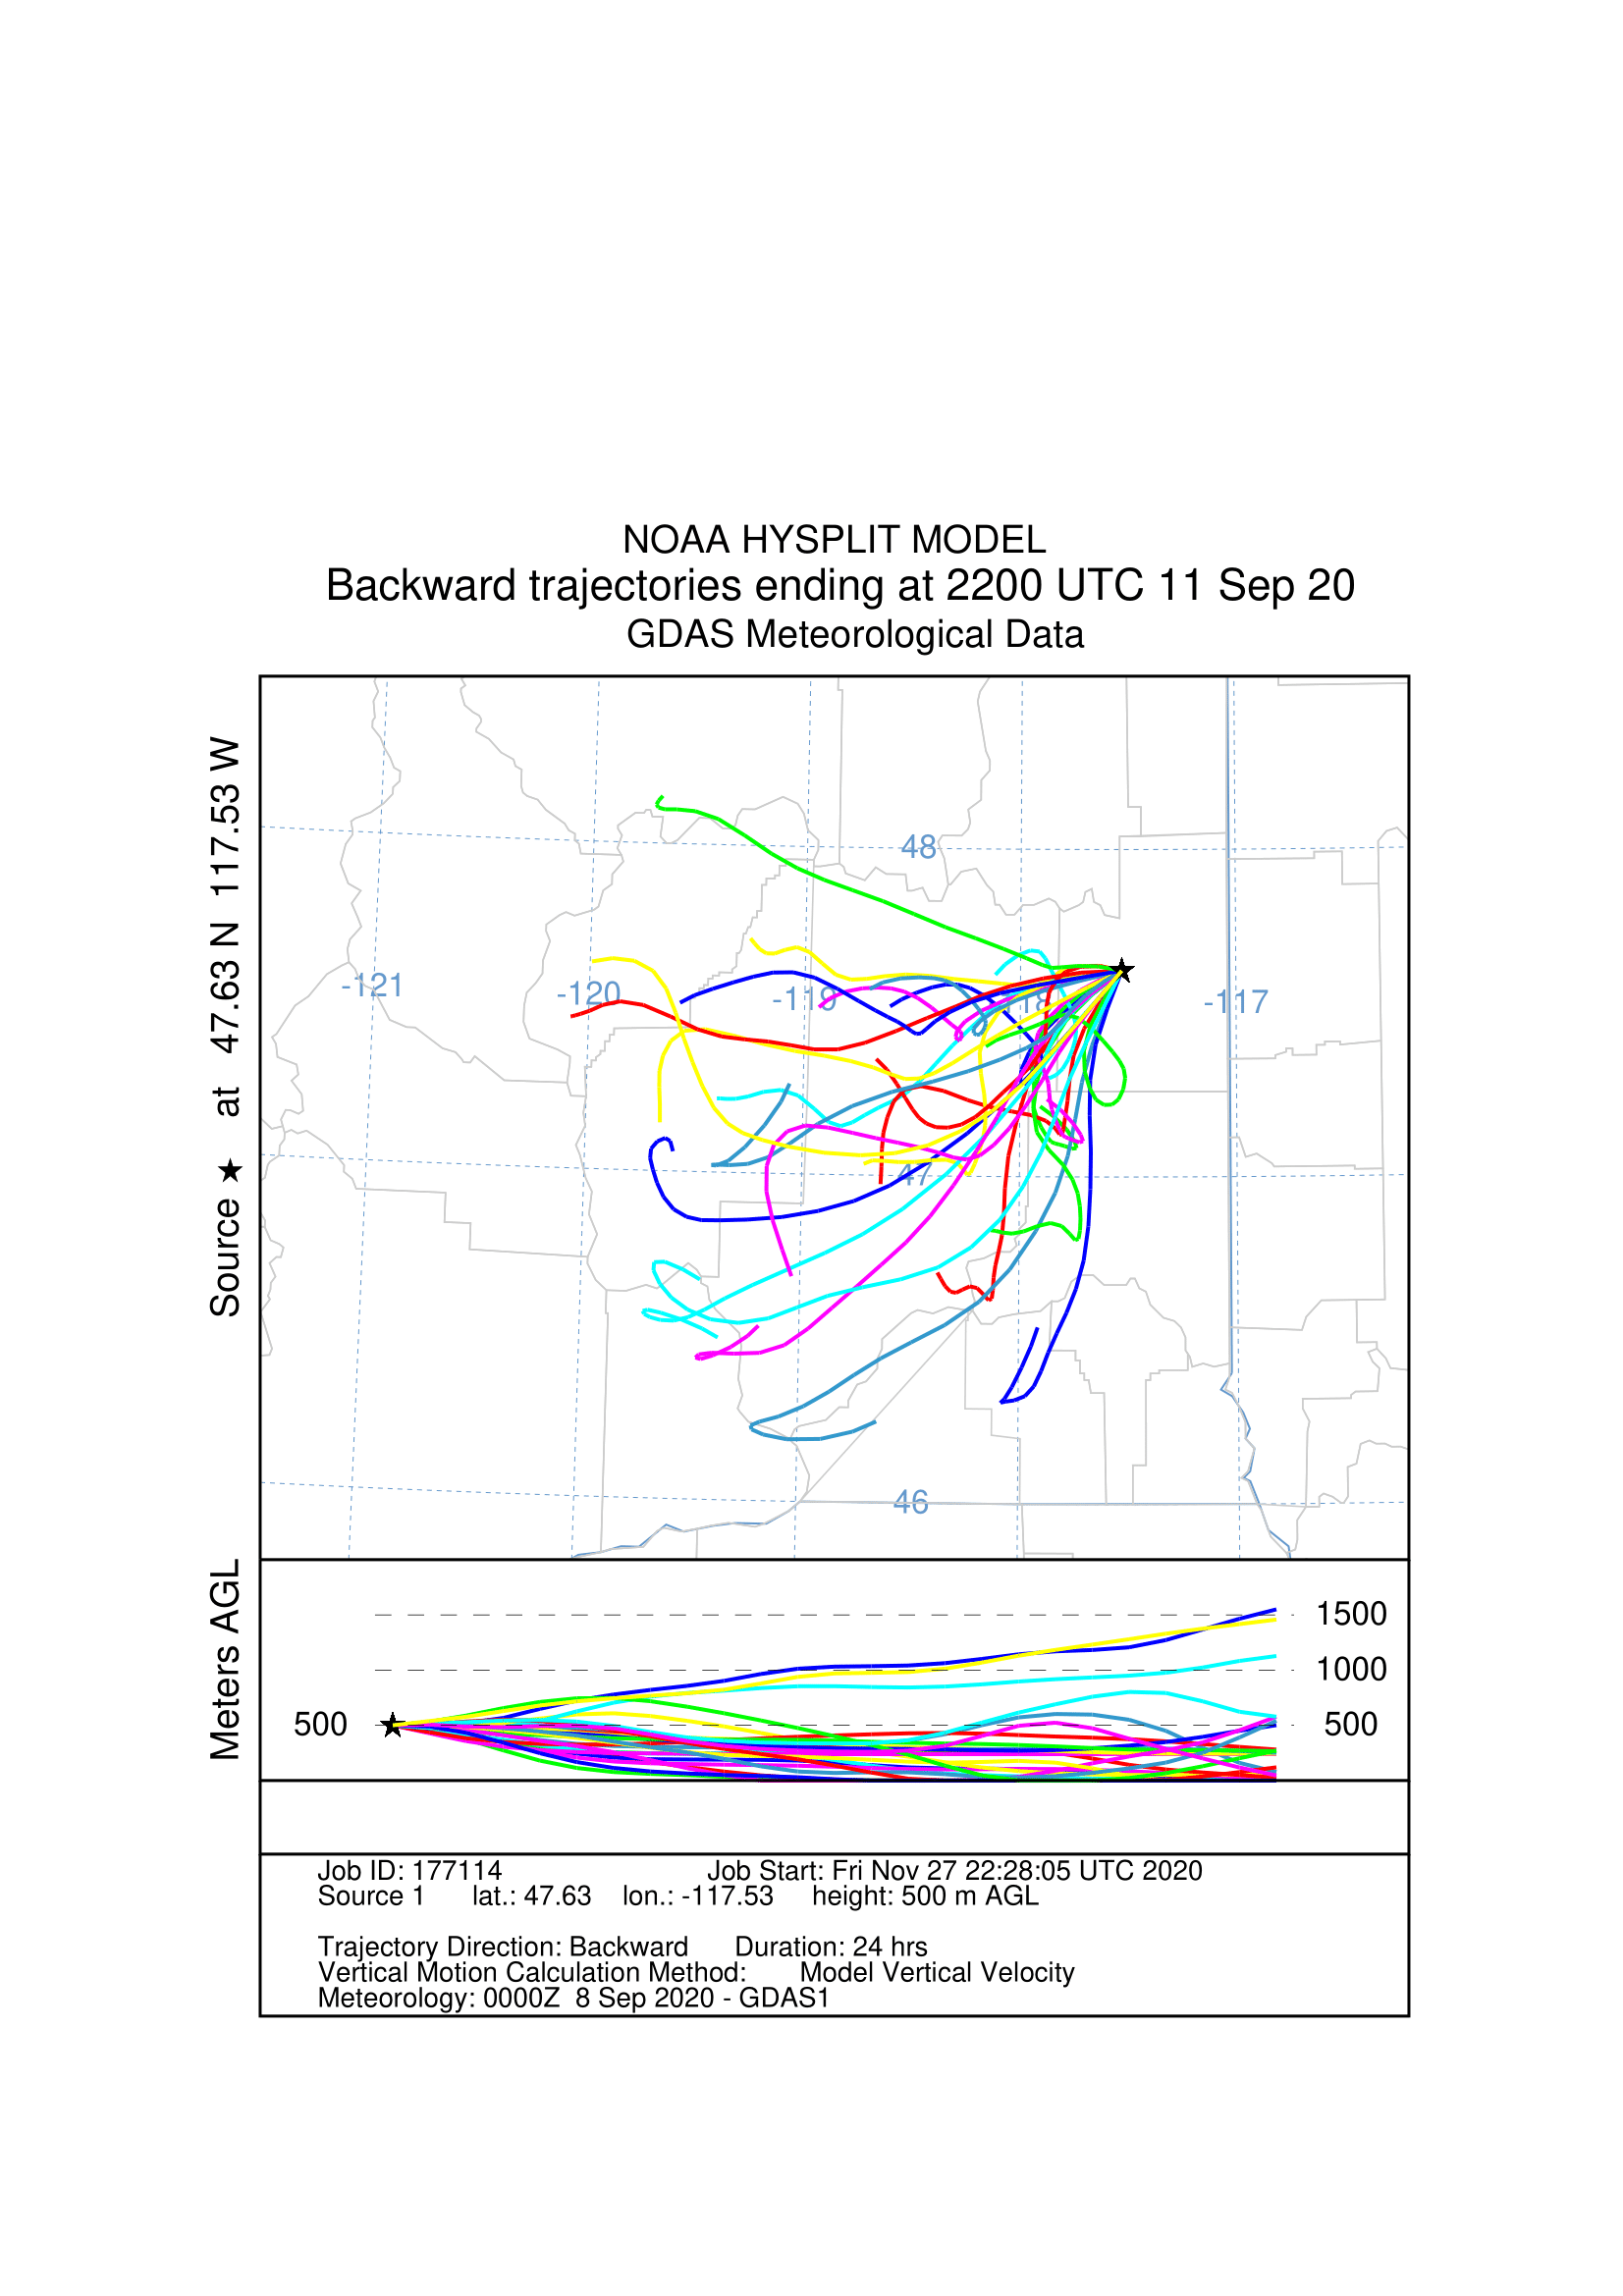 NOAA HYSPLIT MODEL
Backward trajectories ending at 2200 UTC 11 Sep 20
GDAS Meteorological Data
Source ★ at 47.63 N 117.53 W
48
-121
-120
-119
-117
47
46
Meters AGL
1500
1000
500
500
Job ID: 177114 Job Start: Fri Nov 27 22:28:05 UTC 2020
Source 1 lat.: 47.63 lon.: -117.53 height: 500 m AGL
Trajectory Direction: Backward Duration: 24 hrs
Vertical Motion Calculation Method: Model Vertical Velocity
Meteorology: 0000Z 8 Sep 2020 - GDAS1